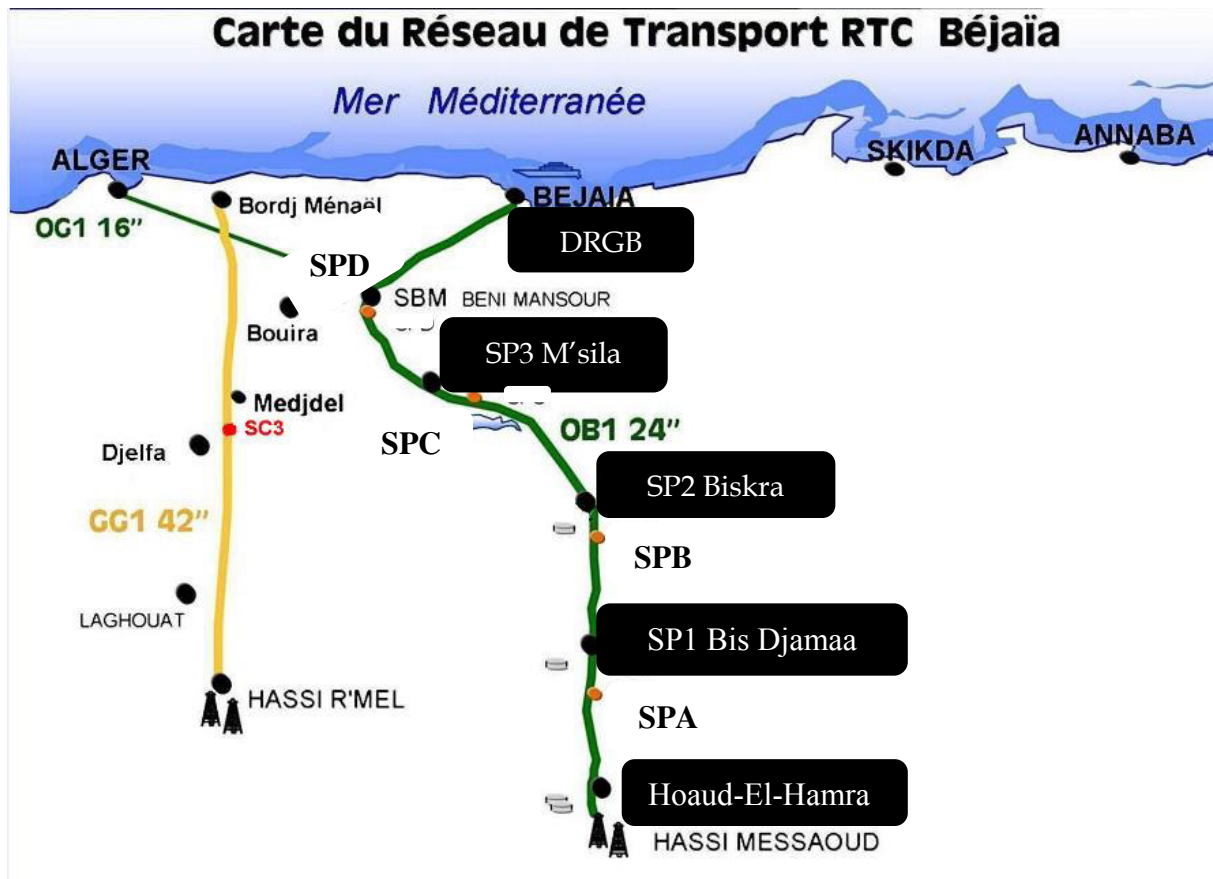 Carte du Réseau de Transport RTC Béjaïa
Mer Méditerranée
ALGER
SKIKDA
ANNABA
Bordj Ménaël
BEJAIA
OG1 16"
DRGB
SPD
SBM BENI MANSOUR
Bouira
SP3 M'sila
Medjdel
SC3
SPC
OB1 24"
Djelfa
SP2 Biskra
GG1 42"
SPB
LAGHOUAT
SP1 Bis Djamaa
HASSI R'MEL
SPA
Hoaud-El-Hamra
HASSI MESSAOUD